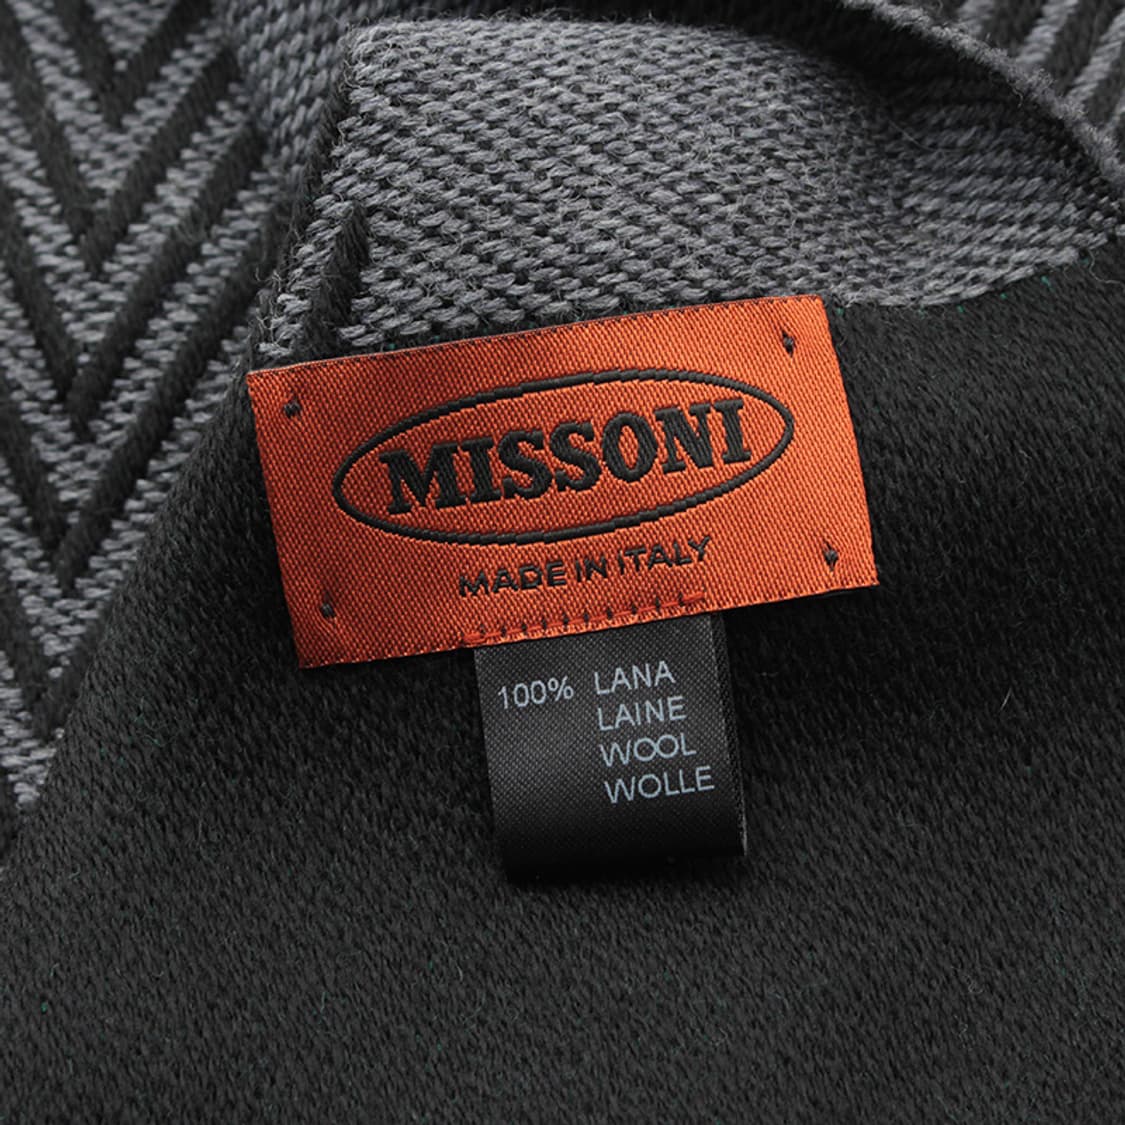 MISSONI
MADE IN ITALY
100% LANA
LAINE
WOOL
WOLLE